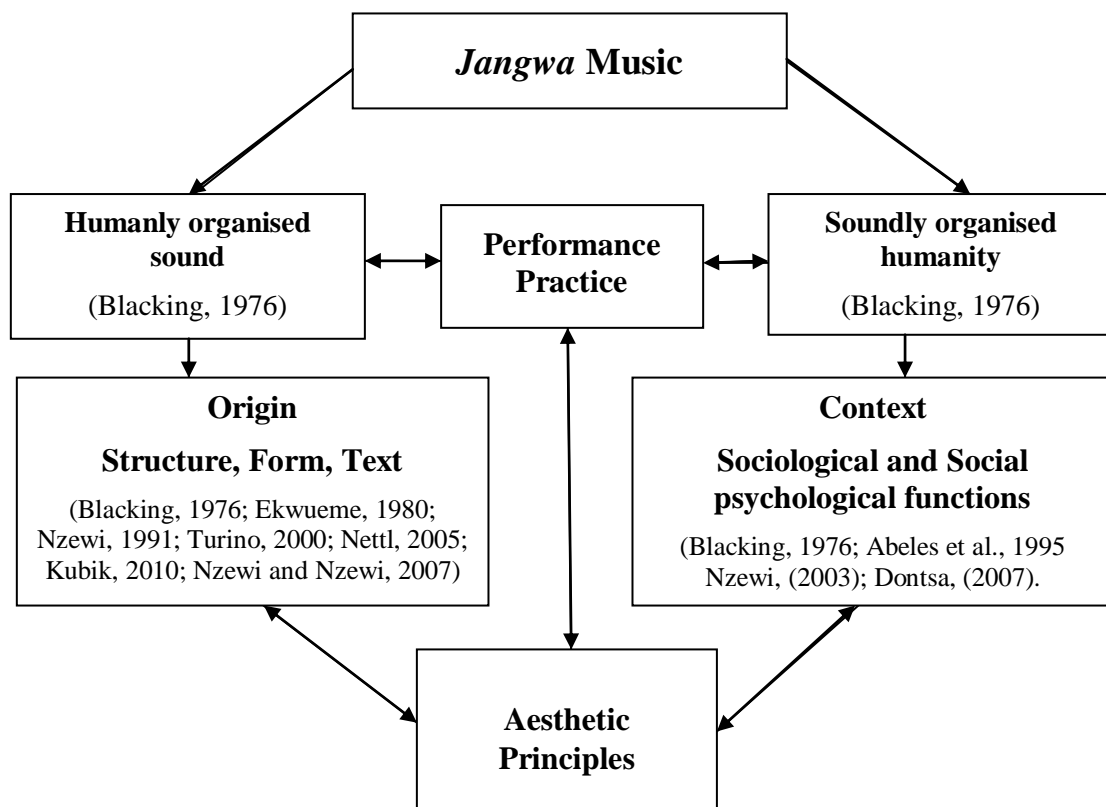 Jangwa Music
Humanly organised
sound
(Blacking, 1976)
Performance
Practice
Soundly organised
humanity
(Blacking, 1976)
Origin
Structure, Form, Text
(Blacking, 1976; Ekwueme, 1980;
Nzewi, 1991; Turino, 2000; Nettl, 2005;
Kubik, 2010; Nzewi and Nzewi, 2007)
Context
Sociological and Social
psychological functions
(Blacking, 1976; Abeles et al., 1995
Nzewi, (2003); Dontsa, (2007).
Aesthetic
Principles